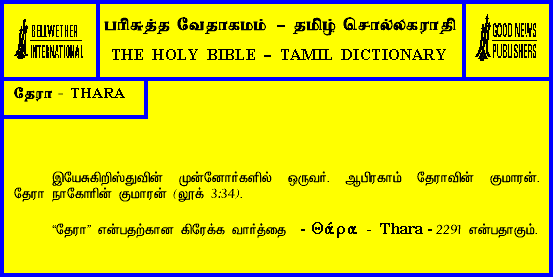 BELLWETHER
INTERNATIONAL
பரிசுத்த வேதாகமம் – தமிழ் சொல்லகராதி
THE HOLY BIBLE – TAMIL DICTIONARY
GOOD NEWS
PUBLISHERS
தேரா - THARA
இயேசுகிறிஸ்துவின் முன்னோர்களில் ஒருவர். ஆபிரகாம் தேராவின் குமாரன்.
தேரா நாகோரின் குமாரன் (லூக் 3:34).
“தேரா” என்பதற்கான கிரேக்க வார்த்தை - Θάρα - Thara - 2291 என்பதாகும்.